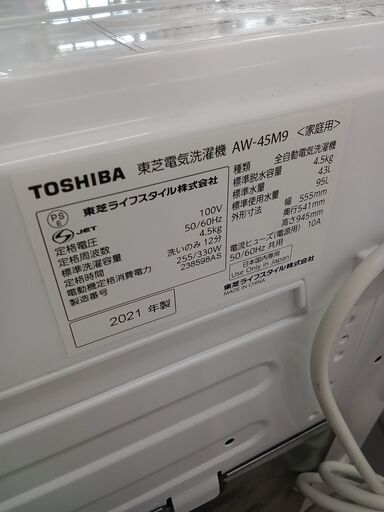 TOSHIBA 東芝電気洗濯機 AW-45M9 <家庭用>
PS
E
JET
東芝ライフスタイル株式会社
定格電圧 100V
定格周波数 50/60Hz
標準洗濯容量 4.5kg
定格時間 洗いのみ 12分
電動機定格消費電力 255/330W
製造番号 238598AS
2021 年製
種類 全自動電気洗濯機
標準脱水容量 4.5kg
標準水量 43L
標準使用水量 95L
外形寸法 幅 555mm
奥行541mm
高さ945mm
電流ヒューズ(電源用) 10A
50/60Hz 共用
日本国内専用
Use Only in Japan
東芝ライフスタイル株式会社
MADE IN CHINA